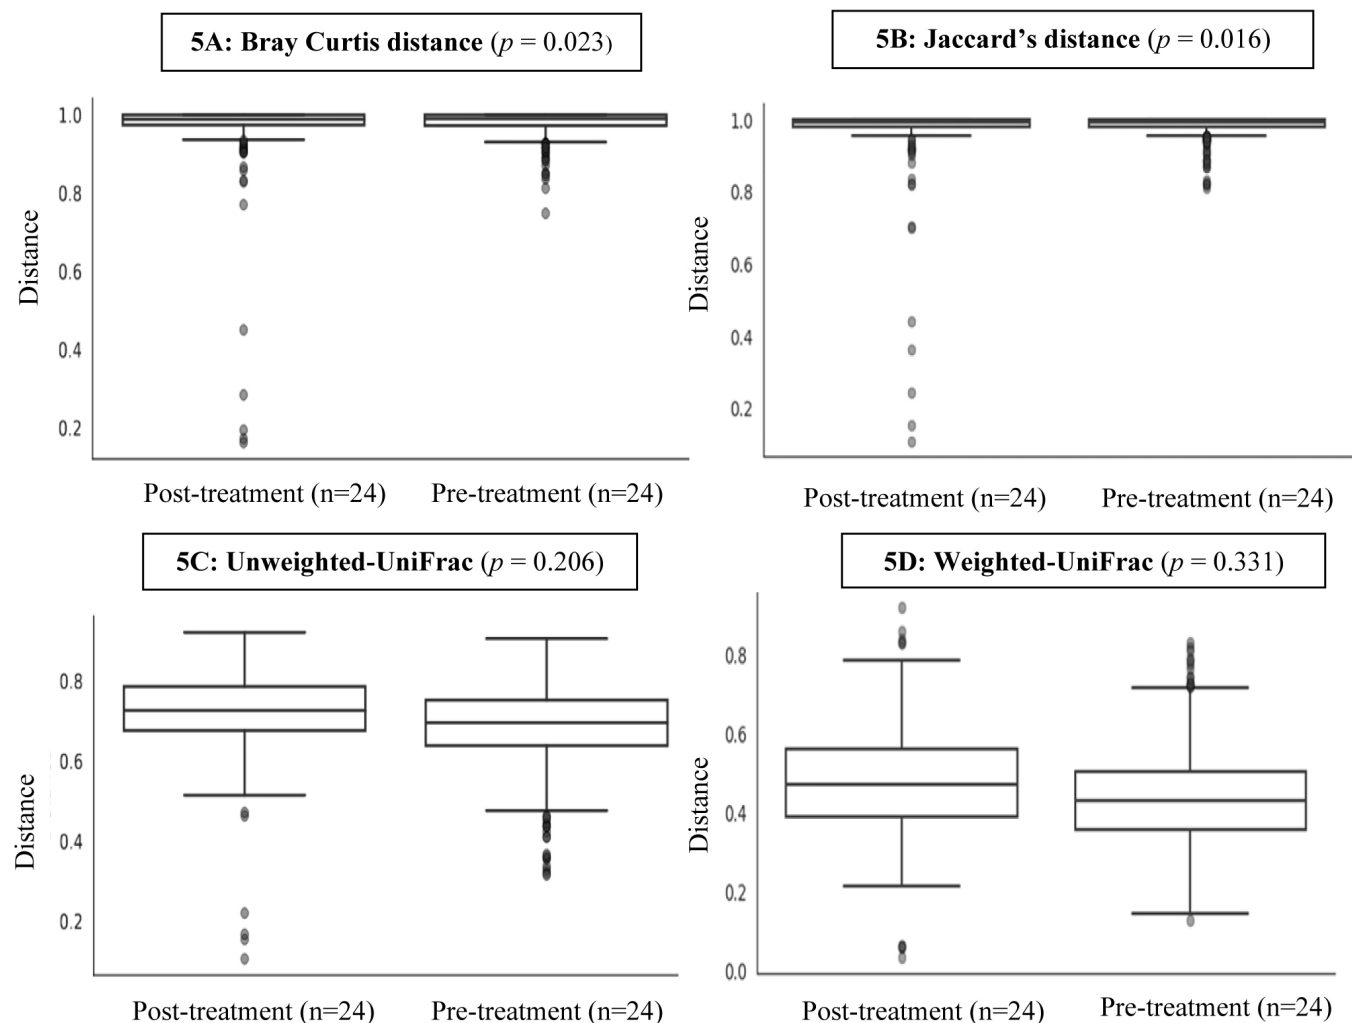 5A: Bray Curtis distance (p = 0.023)
1.0
0.8
0.6
0.4
0.2
Distance
Post-treatment (n=24) Pre-treatment (n=24)
5B: Jaccard’s distance (p = 0.016)
1.0
0.8
0.6
0.4
0.2
Distance
Post-treatment (n=24) Pre-treatment (n=24)
5C: Unweighted-UniFrac (p = 0.206)
0.8
0.6
0.4
0.2
Distance
Post-treatment (n=24) Pre-treatment (n=24)
5D: Weighted-UniFrac (p = 0.331)
0.8
0.6
0.4
0.2
0.0
Distance
Post-treatment (n=24) Pre-treatment (n=24)